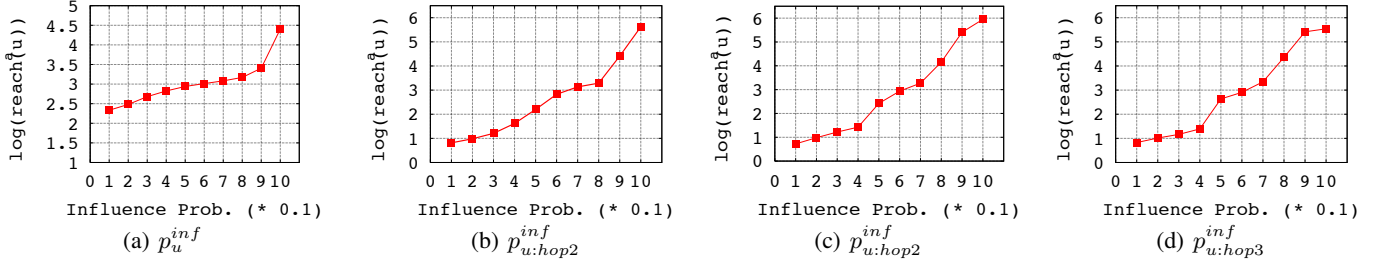 log(reach^a(u))
5
4.5
4
3.5
3
2.5
2
1.5
1
0 1 2 3 4 5 6 7 8 9 10
Influence Prob. (* 0.1)
(a) p_u^{inf}
log(reach^a(u))
6
5
4
3
2
1
0
0 1 2 3 4 5 6 7 8 9 10
Influence Prob. (* 0.1)
(b) p_{u:hop2}^{inf}
log(reach^a(u))
6
5
4
3
2
1
0
0 1 2 3 4 5 6 7 8 9 10
Influence Prob. (* 0.1)
(c) p_{u:hop2}^{inf}
log(reach^a(u))
6
5
4
3
2
1
0
0 1 2 3 4 5 6 7 8 9 10
Influence Prob. (* 0.1)
(d) p_{u:hop3}^{inf}